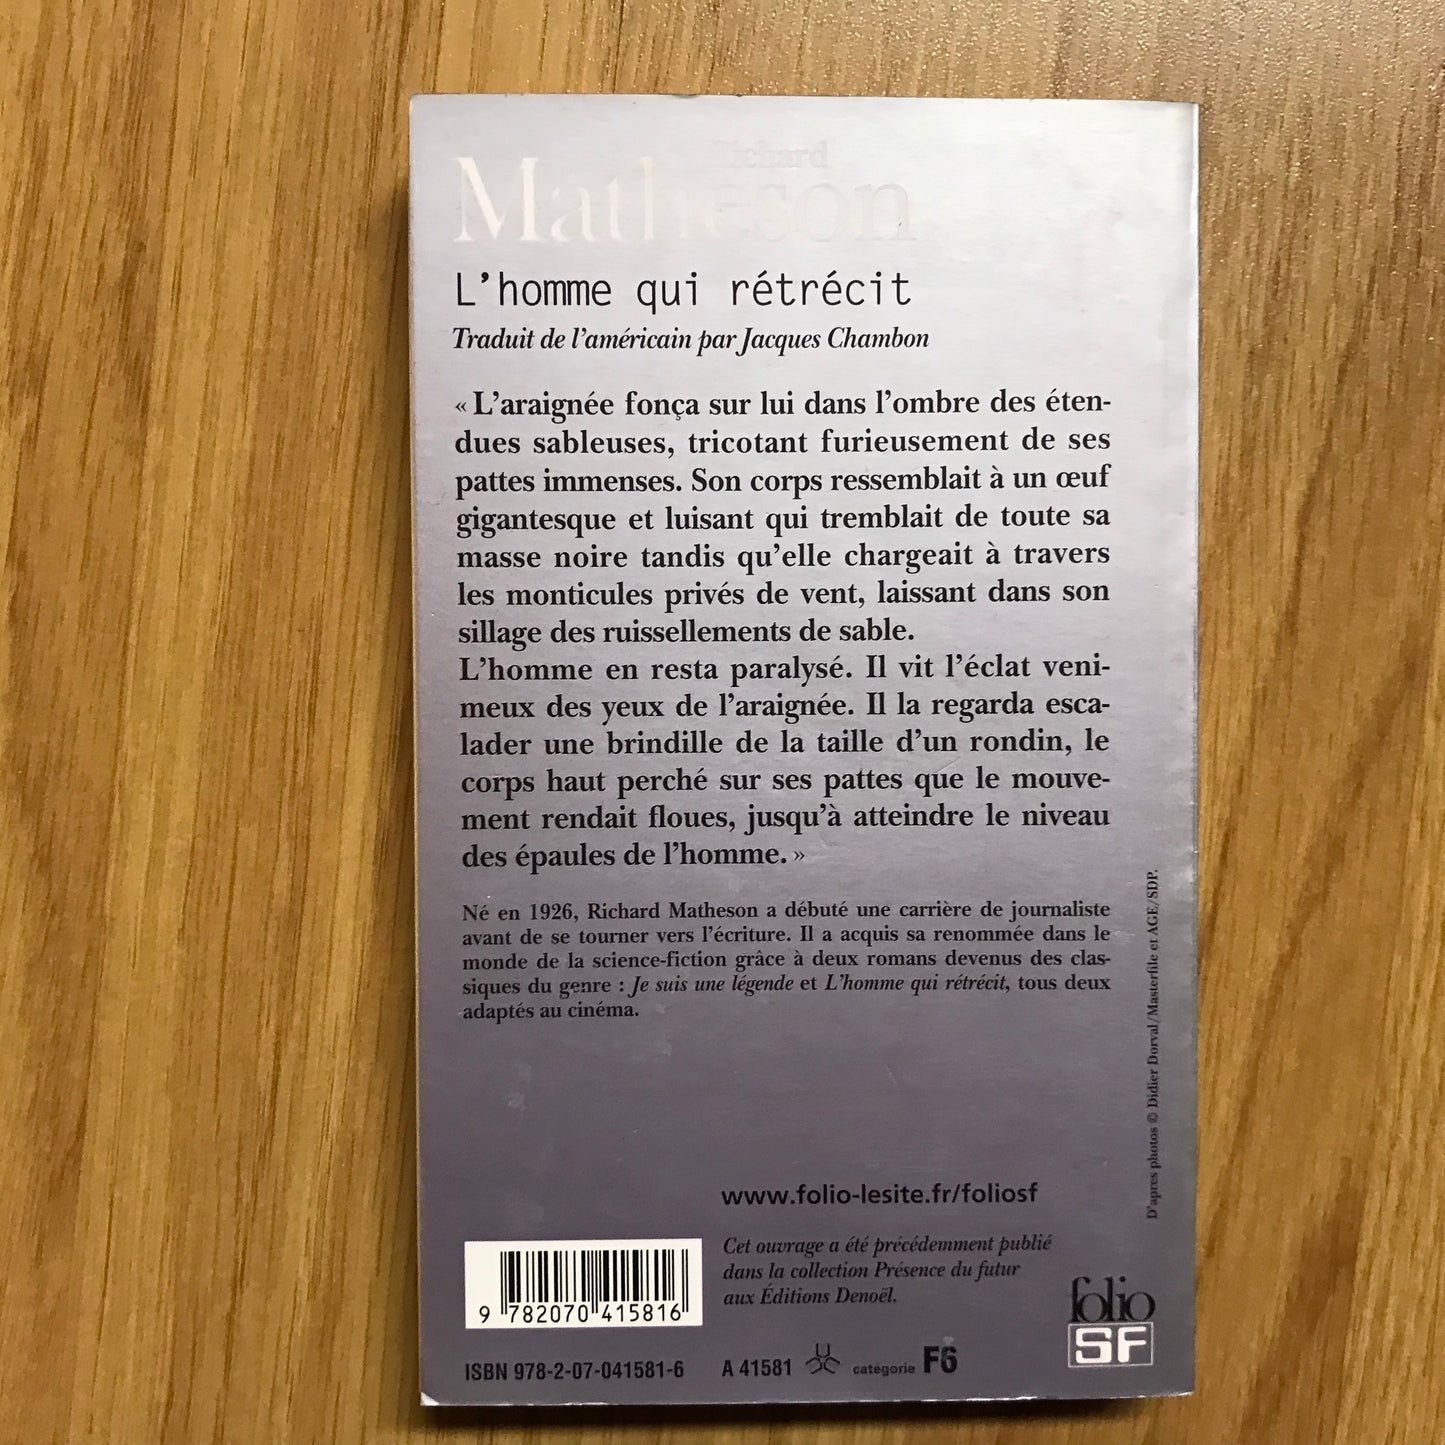 Richard
Matheson
L'homme qui rétrécit
Traduit de l'américain par Jacques Chambon
« L'araignée fonça sur lui dans l'ombre des éten-
dues sableuses, tricotant furieusement de ses
pattes immenses. Son corps ressemblait à un œuf
gigantesque et luisant qui tremblait de toute sa
masse noire tandis qu'elle chargeait à travers
les monticules privés de vent, laissant dans son
sillage des ruissellements de sable.
L'homme en resta paralysé. Il vit l'éclat veni-
meux des yeux de l'araignée. Il la regarda esca-
lader une brindille de la taille d'un rondin, le
corps haut perché sur ses pattes que le mouve-
ment rendait floues, jusqu'à atteindre le niveau
des épaules de l'homme. »
Né en 1926, Richard Matheson a débuté une carrière de journaliste
avant de se tourner vers l'écriture. Il a acquis sa renommée dans le
monde de la science-fiction grâce à deux romans devenus des clas-
siques du genre : Je suis une légende et L'homme qui rétrécit, tous deux
adaptés au cinéma.
D'après photos © Didier Dorval/Masterfile et AGE/SDP.
www.folio-lesite.fr/foliosf
Cet ouvrage a été précédemment publié
dans la collection Présence du futur
aux Éditions Denoël.
9 782070 415816
ISBN 978-2-07-041581-6 A 41581 catégorie F6
folio
SF